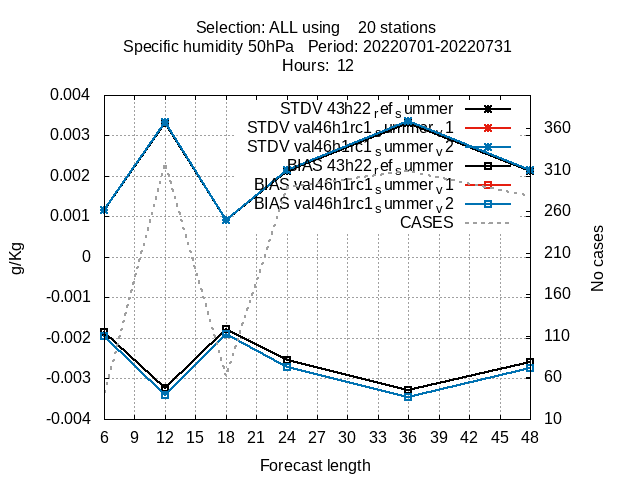 Selection: ALL using 20 stations
Specific humidity 50hPa Period: 20220701-20220731
Hours: 12
0.004
0.003
0.002
0.001
0
-0.001
-0.002
-0.003
-0.004
g/Kg
STDV 43h22_ref_summer
STDV val46h1rc1_summer_v1
STDV val46h1rc1_summer_v2
BIAS 43h22_ref_summer
BIAS val46h1rc1_summer_v1
BIAS val46h1rc1_summer_v2
CASES
360
310
260
210
160
110
60
10
No cases
6 9 12 15 18 21 24 27 30 33 36 39 42 45 48
Forecast length